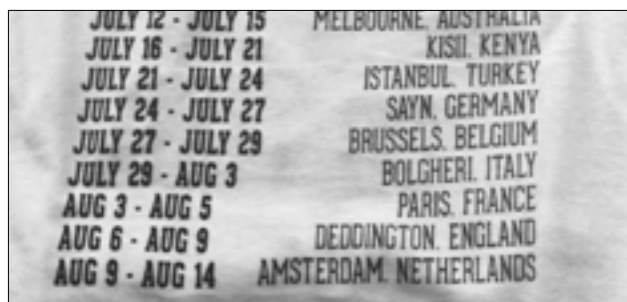 JULY 12 - JULY 15 MELBOURNE, AUSTRALIA
JULY 16 - JULY 21 KISII, KENYA
JULY 21 - JULY 24 ISTANBUL, TURKEY
JULY 24 - JULY 27 SAYN, GERMANY
JULY 27 - JULY 29 BRUSSELS, BELGIUM
JULY 29 - AUG 3 BOLGHERI, ITALY
AUG 3 - AUG 5 PARIS, FRANCE
AUG 6 - AUG 9 DEDDINGTON, ENGLAND
AUG 9 - AUG 14 AMSTERDAM, NETHERLANDS